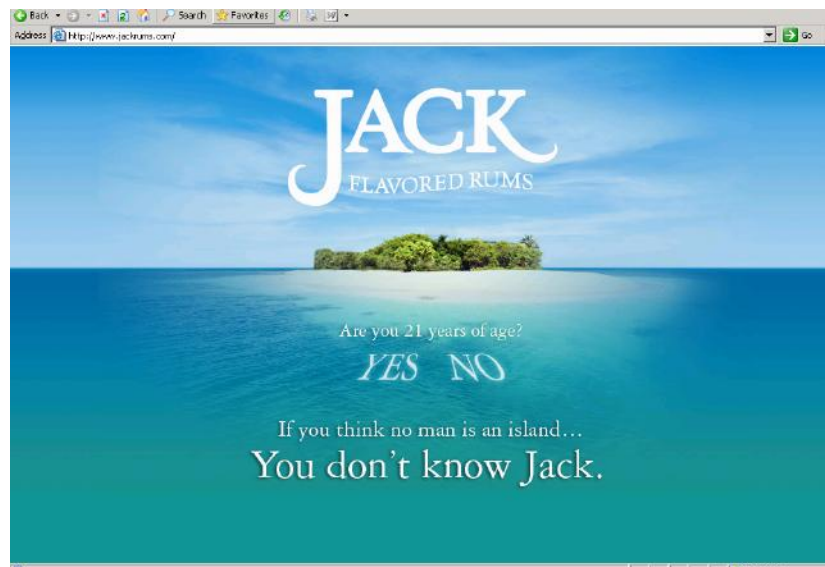 Back Search Favorites
Address http://www.jackrums.com/ Go
JACK
FLAVORED RUMS
Are you 21 years of age?
YES NO
If you think no man is an island...
You don't know Jack.